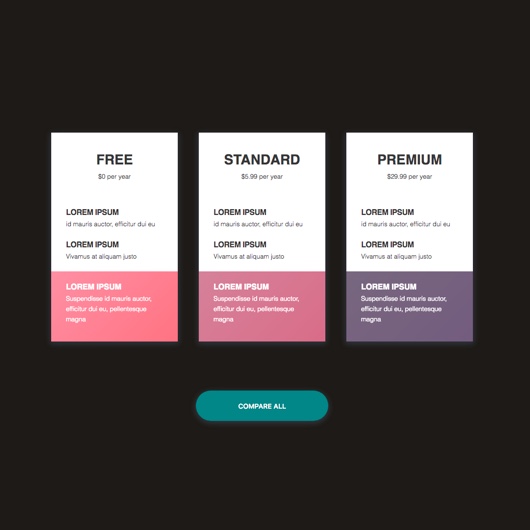 FREE
$0 per year
LOREM IPSUM
id mauris auctor, efficitur dui eu
LOREM IPSUM
Vivamus at aliquam justo
LOREM IPSUM
Suspendisse id mauris auctor,
efficitur dui eu, pellentesque
magna
STANDARD
$5.99 per year
LOREM IPSUM
id mauris auctor, efficitur dui eu
LOREM IPSUM
Vivamus at aliquam justo
LOREM IPSUM
Suspendisse id mauris auctor,
efficitur dui eu, pellentesque
magna
PREMIUM
$29.99 per year
LOREM IPSUM
id mauris auctor, efficitur dui eu
LOREM IPSUM
Vivamus at aliquam justo
LOREM IPSUM
Suspendisse id mauris auctor,
efficitur dui eu, pellentesque
magna
COMPARE ALL